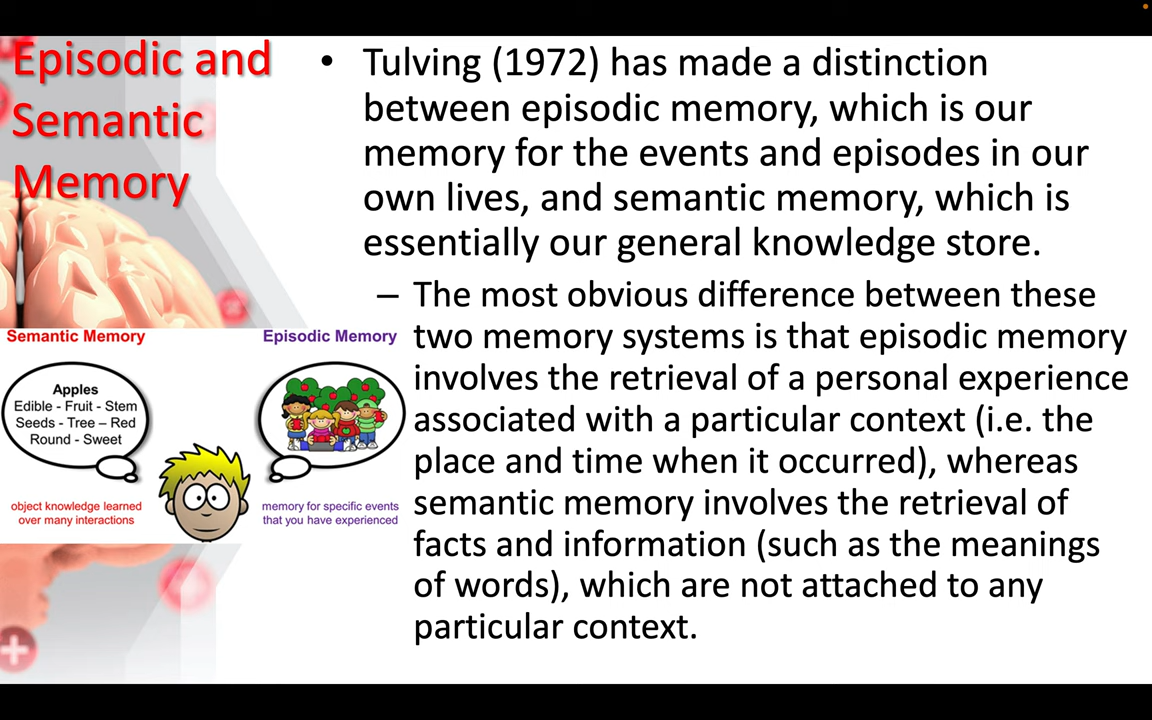 Episodic and
Semantic
Memory
• Tulving (1972) has made a distinction
between episodic memory, which is our
memory for the events and episodes in our
own lives, and semantic memory, which is
essentially our general knowledge store.
– The most obvious difference between these
two memory systems is that episodic memory
involves the retrieval of a personal experience
associated with a particular context (i.e. the
place and time when it occurred), whereas
semantic memory involves the retrieval of
facts and information (such as the meanings
of words), which are not attached to any
particular context.
Semantic Memory
Apples
Edible - Fruit - Stem
Seeds - Tree – Red
Round - Sweet
object knowledge learned
over many interactions
Episodic Memory
memory for specific events
that you have experienced